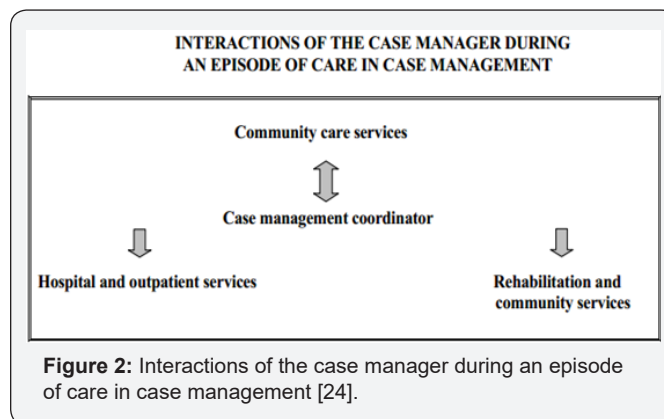 INTERACTIONS OF THE CASE MANAGER DURING
AN EPISODE OF CARE IN CASE MANAGEMENT
Community care services
Case management coordinator
Hospital and outpatient services
Rehabilitation and
community services
Figure 2: Interactions of the case manager during an episode
of care in case management [24].